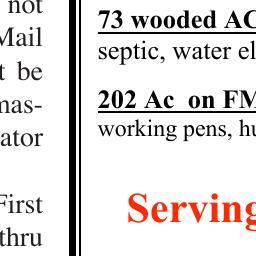 not
Mail
t be
mas-
ator
First
thru
73 wooded AC
septic, water el
202 Ac on FM
working pens, hu
Serving